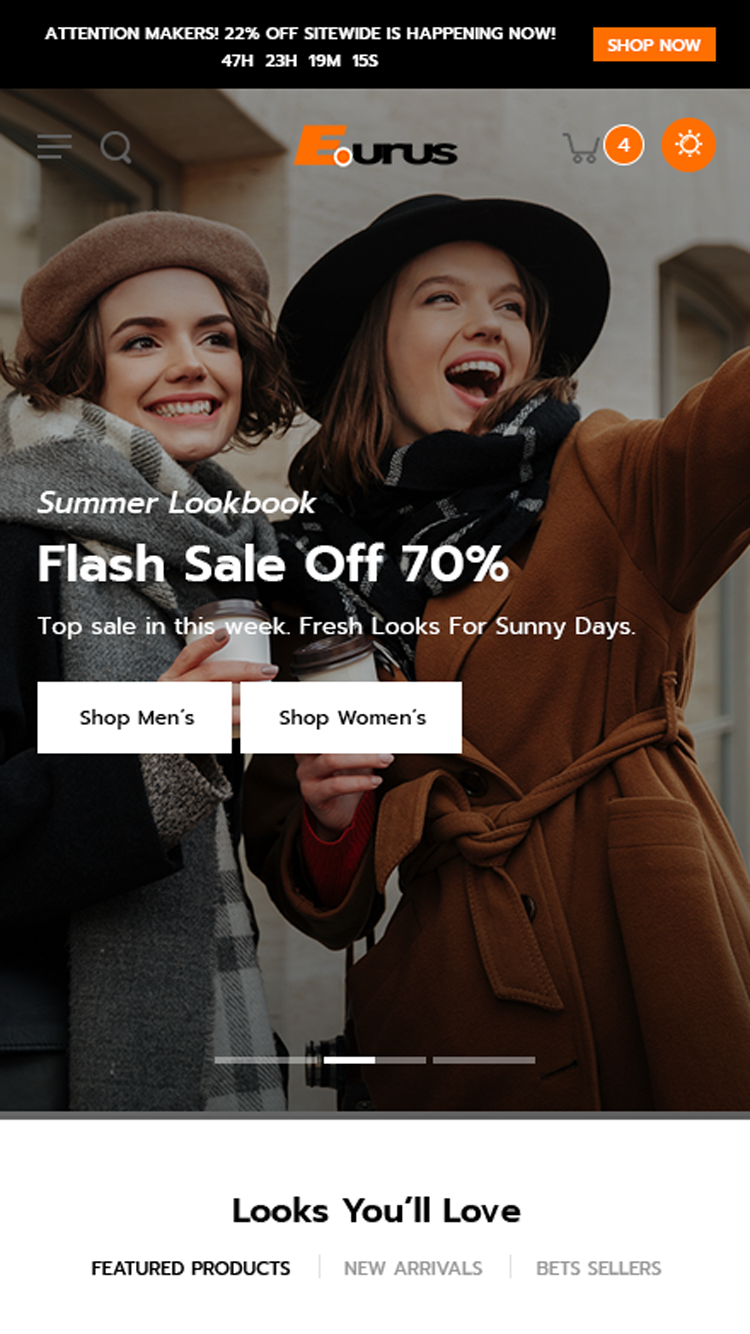 ATTENTION MAKERS! 22% OFF SITEWIDE IS HAPPENING NOW!
47H 23H 19M 15S
SHOP NOW
Eurus
4
Summer Lookbook
Flash Sale Off 70%
Top sale in this week. Fresh Looks For Sunny Days.
Shop Men´s
Shop Women´s
Looks You´ll Love
FEATURED PRODUCTS
NEW ARRIVALS
BETS SELLERS